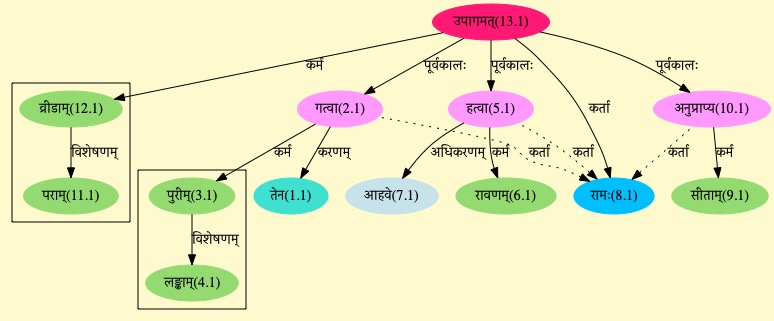 उपागमत्(13.1)
कर्म
पूर्वकालः
पूर्वकालः
कर्ता
पूर्वकालः
व्रीडाम्(12.1)
गत्वा(2.1)
हत्वा(5.1)
अनुप्राप्य(10.1)
विशेषणम्
कर्म
करणम्
अधिकरणम्
कर्म
कर्ता
कर्ता
कर्ता
कर्म
पराम्(11.1)
पुरीम्(3.1)
तेन(1.1)
आहवे(7.1)
रावणम्(6.1)
रामः(8.1)
सीताम्(9.1)
विशेषणम्
लङ्काम्(4.1)